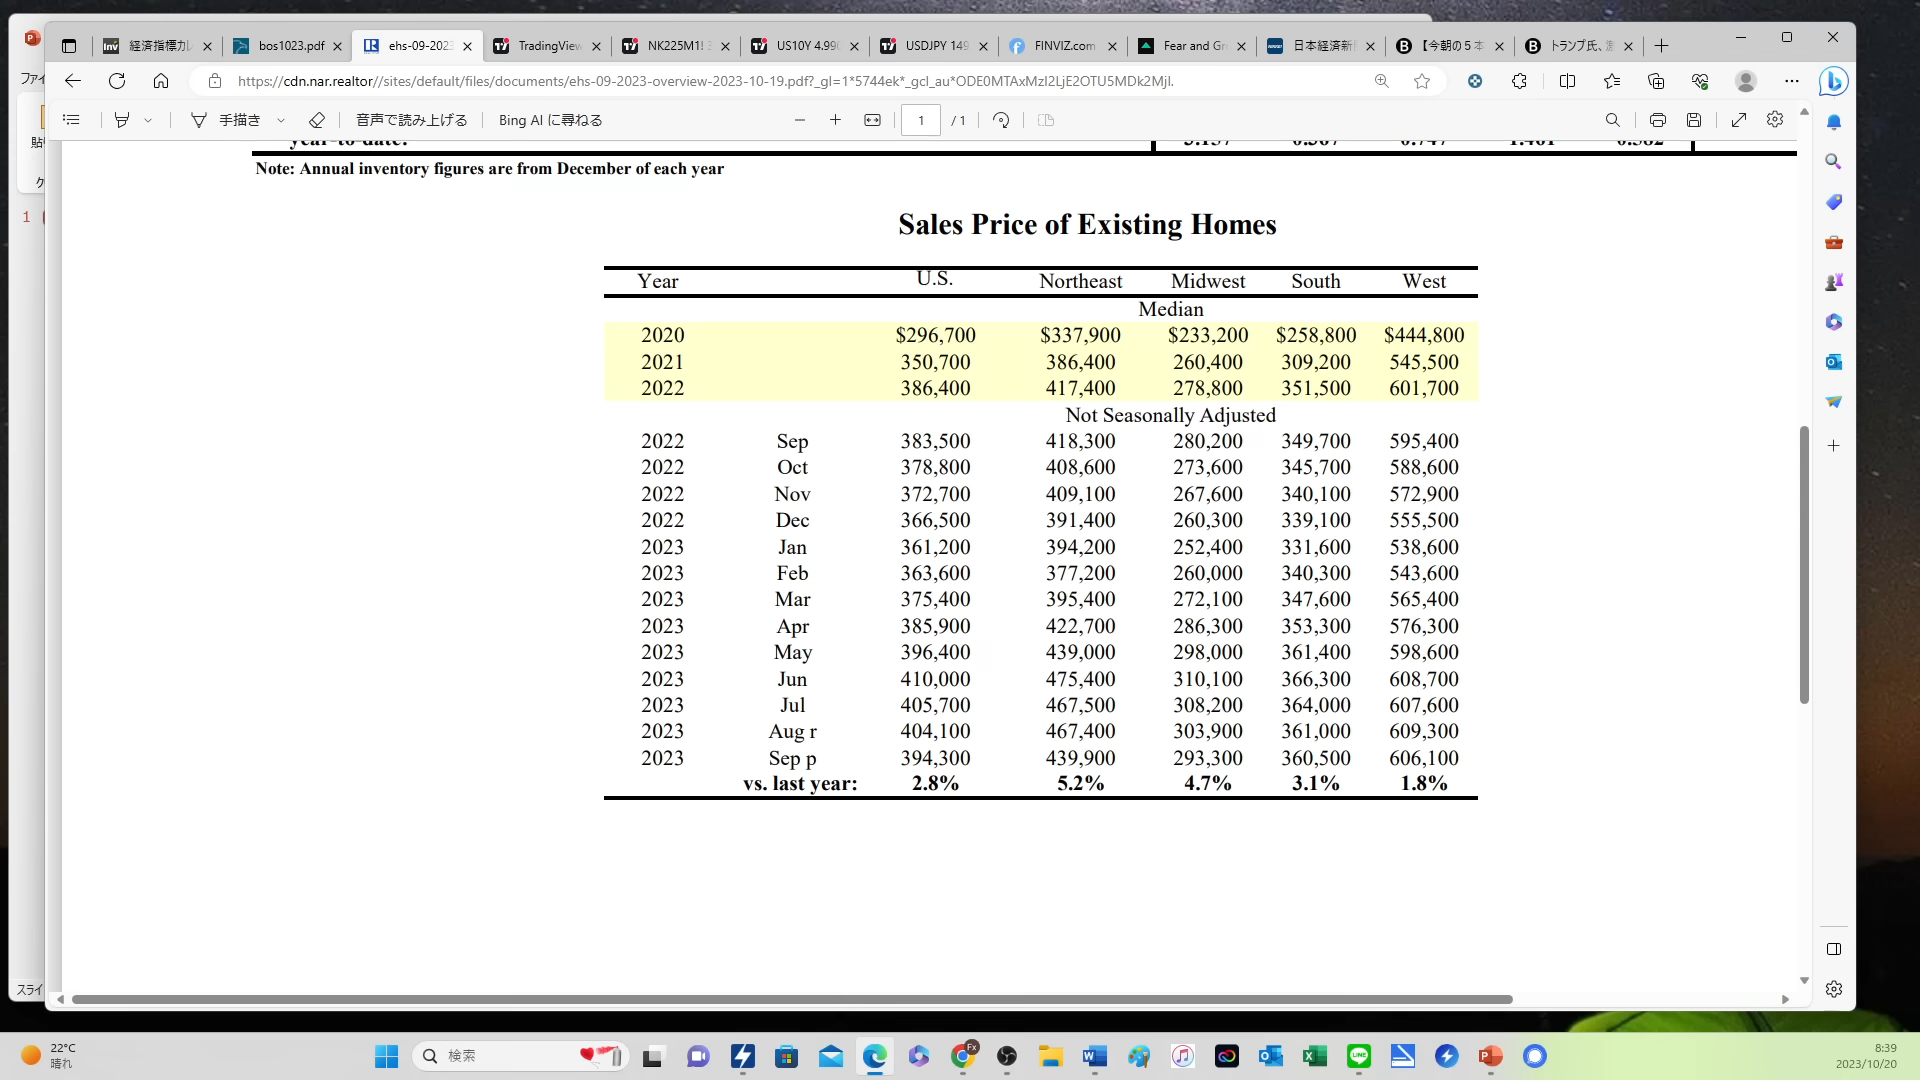 経済指標カレ
bos1023.pdf
ehs-09-2023
TradingView
NK225M1!
US10Y 4.990
USDJPY 149
FINVIZ.com
Fear and Gr
日本経済新
【今朝の５本
トランプ氏、
ファイ
https://cdn.nar.realtor//sites/default/files/documents/ehs-09-2023-overview-2023-10-19.pdf?_gl=1*5744ek*_gcl_au*ODE0MTAxMzI2LjE2OTU5MDk2MjI.
手描き
音声で読み上げる
Bing AI に尋ねる
1 / 1
貼
ク
1
スライ
year-to-date:
Note: Annual inventory figures are from December of each year
Sales Price of Existing Homes
Year U.S. Northeast Midwest South West
Median
2020 $296,700 $337,900 $233,200 $258,800 $444,800
2021 350,700 386,400 260,400 309,200 545,500
2022 386,400 417,400 278,800 351,500 601,700
Not Seasonally Adjusted
2022 Sep 383,500 418,300 280,200 349,700 595,400
2022 Oct 378,800 408,600 273,600 345,700 588,600
2022 Nov 372,700 409,100 267,600 340,100 572,900
2022 Dec 366,500 391,400 260,300 339,100 555,500
2023 Jan 361,200 394,200 252,400 331,600 538,600
2023 Feb 363,600 377,200 260,000 340,300 543,600
2023 Mar 375,400 395,400 272,100 347,600 565,400
2023 Apr 385,900 422,700 286,300 353,300 576,300
2023 May 396,400 439,000 298,000 361,400 598,600
2023 Jun 410,000 475,400 310,100 366,300 608,700
2023 Jul 405,700 467,500 308,200 364,000 607,600
2023 Aug r 404,100 467,400 303,900 361,000 609,300
2023 Sep p 394,300 439,900 293,300 360,500 606,100
vs. last year: 2.8% 5.2% 4.7% 3.1% 1.8%
22°C
晴れ
検索
8:39
2023/10/20